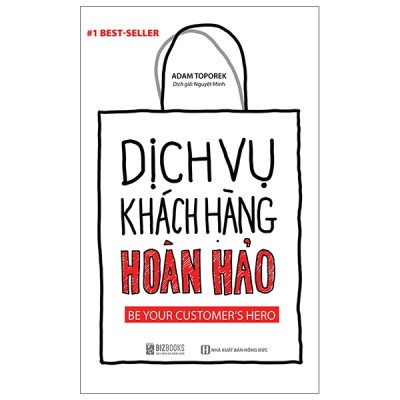 #1 BEST-SELLER
ADAM TOPOREK
Dịch giả: Nguyệt Minh
DỊCH VỤ
KHÁCH HÀNG
HOÀN HẢO
BE YOUR CUSTOMER'S HERO
BIZBOOKS
NHÀ XUẤT BẢN HỒNG ĐỨC